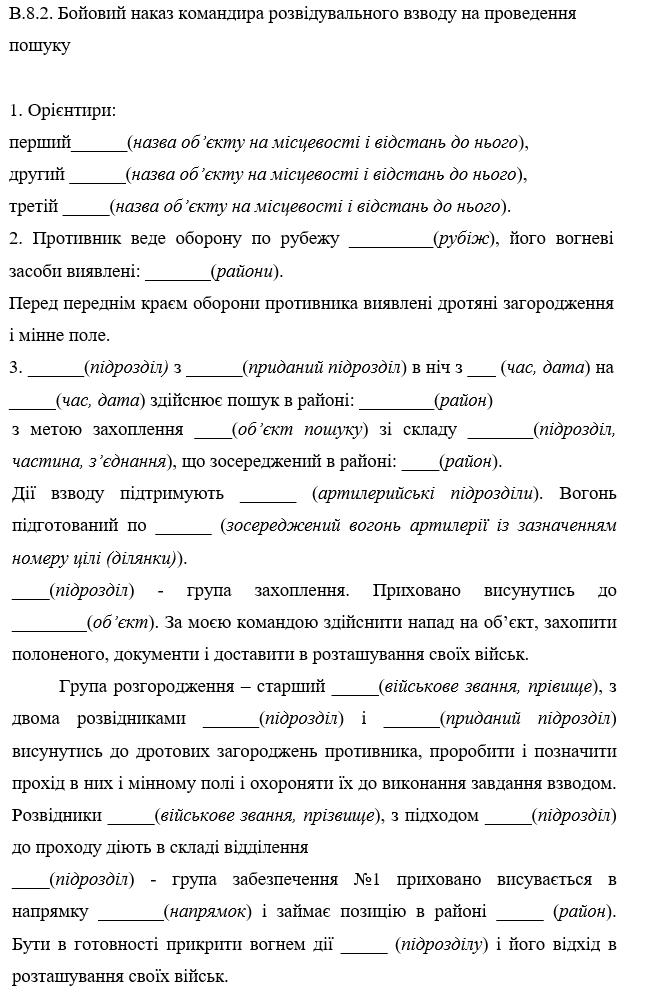 В.8.2. Бойовий наказ командира розвідувального взводу на проведення
пошуку
1. Орієнтири:
перший______(назва об’єкту на місцевості і відстань до нього),
другий ______(назва об’єкту на місцевості і відстань до нього),
третій _____(назва об’єкту на місцевості і відстань до нього).
2. Противник веде оборону по рубежу _________(рубіж), його вогневі
засоби виявлені: _______(райони).
Перед переднім краєм оборони противника виявлені дротяні загородження
і мінне поле.
3. ______(підрозділ) з ______(приданий підрозділ) в ніч з ___ (час, дата) на
_____(час, дата) здійснює пошук в районі: ________(район)
з метою захоплення ____(об’єкт пошуку) зі складу _______(підрозділ,
частина, з’єднання), що зосереджений в районі: ____(район).
Дії взводу підтримують ______ (артилерійські підрозділи). Вогонь
підготований по ______ (зосереджений вогонь артилерії із зазначенням
номеру цілі (ділянки)).
____(підрозділ) - група захоплення. Приховано висунутись до
________(об’єкт). За моєю командою здійснити напад на об’єкт, захопити
полоненого, документи і доставити в розташування своїх військ.
Група розгородження – старший _____(військове звання, прівище), з
двома розвідниками ______(підрозділ) і ______(приданий підрозділ)
висунутись до дротових загороджень противника, проробити і позначити
прохід в них і мінному полі і охороняти їх до виконання завдання взводом.
Розвідники _____(військове звання, прізвище), з підходом _____(підрозділ)
до проходу діють в складі відділення
____(підрозділ) - група забезпечення №1 приховано висувається в
напрямку _______(напрямок) і займає позицію в районі _____ (район).
Бути в готовності прикрити вогнем дії _____ (підрозділу) і його відхід в
розташування своїх військ.